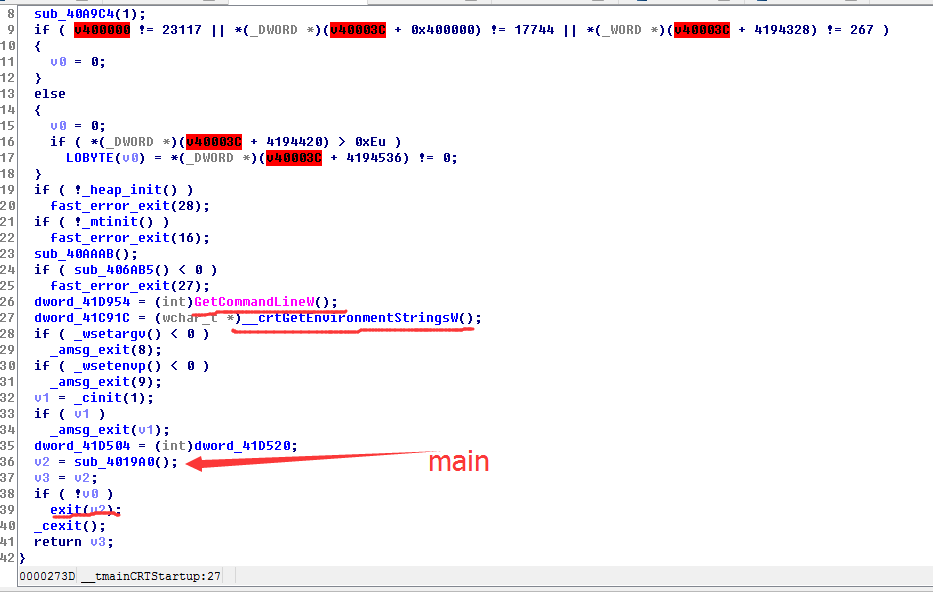 8 sub_40A9C4(1);
9 if ( v400000 != 23117 || *(_DWORD *)(v40003C + 0x400000) != 17744 || *(_WORD *)(v40003C + 4194328) != 267 )
10 {
11 v0 = 0;
12 }
13 else
14 {
15 v0 = 0;
16 if ( *(_DWORD *)(v40003C + 4194420) > 0xEu )
17 LOBYTE(v0) = *(_DWORD *)(v40003C + 4194536) != 0;
18 }
19 if ( !_heap_init() )
20 fast_error_exit(28);
21 if ( !_mtinit() )
22 fast_error_exit(16);
23 sub_40AAAB();
24 if ( sub_406AB5() < 0 )
25 fast_error_exit(27);
26 dword_41D954 = (int)GetCommandLineW();
27 dword_41C91C = (wchar_t *)__crtGetEnvironmentStringsW();
28 if ( _wsetargv() < 0 )
29 _amsg_exit(8);
30 if ( _wsetenvp() < 0 )
31 _amsg_exit(9);
32 v1 = _cinit(1);
33 if ( v1 )
34 _amsg_exit(v1);
35 dword_41D504 = (int)dword_41D520;
36 v2 = sub_4019A0(); main
37 v3 = v2;
38 if ( !v0 )
39 exit(v2);
40 _cexit();
41 return v3;
42 }
0000273D __tmainCRTStartup:27